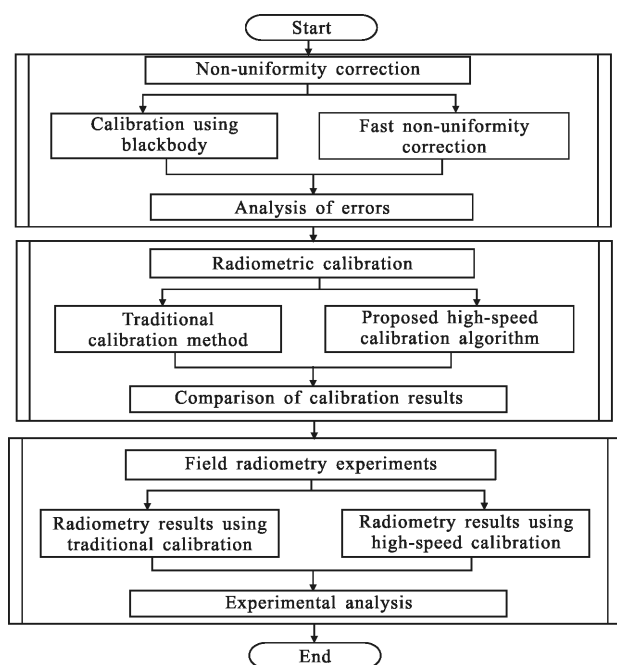 Start
Non-uniformity correction
Calibration using
blackbody
Fast non-uniformity
correction
Analysis of errors
Radiometric calibration
Traditional
calibration method
Proposed high-speed
calibration algorithm
Comparison of calibration results
Field radiometry experiments
Radiometry results using
traditional calibration
Radiometry results using
high-speed calibration
Experimental analysis
End